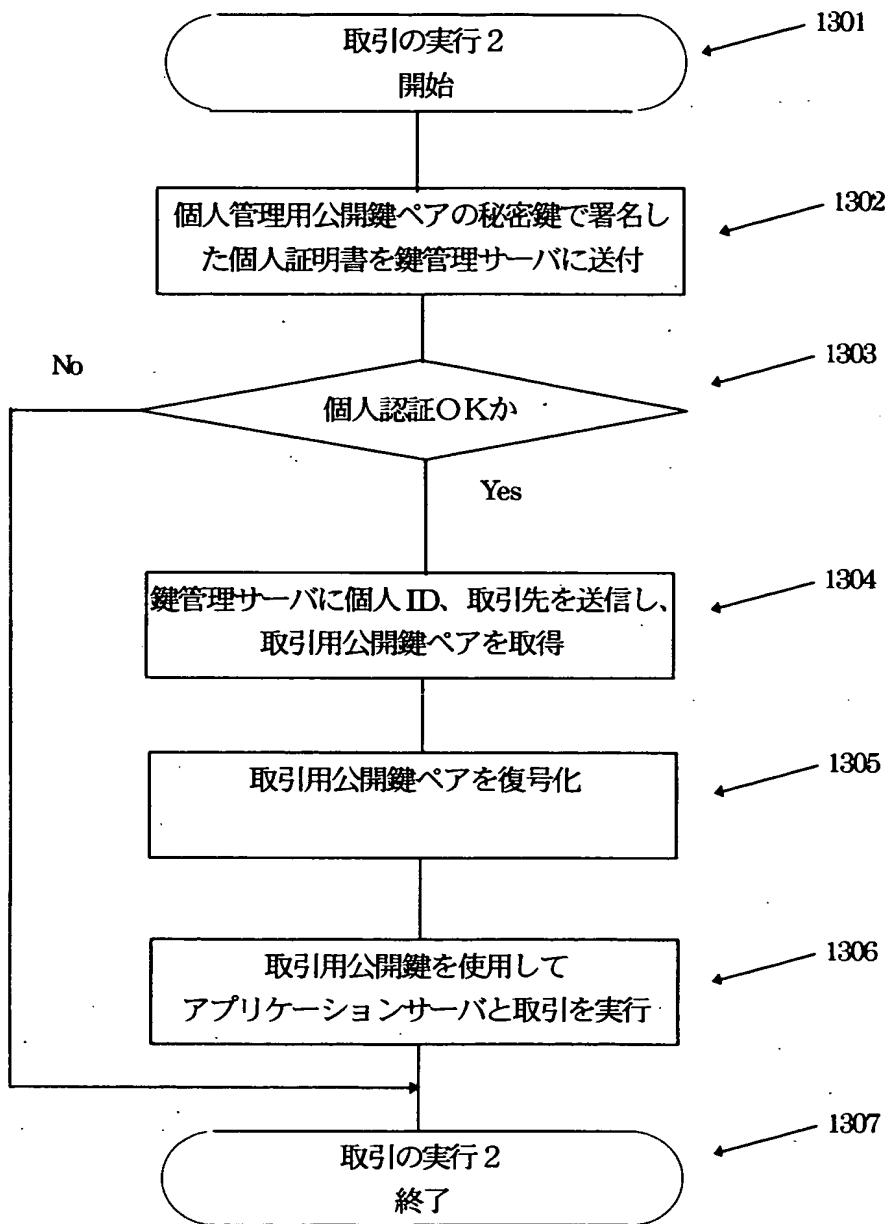 取引の実行2
開始
1301
個人管理用公開鍵ペアの秘密鍵で署名し
た個人証明書を鍵管理サーバに送付
1302
個人認証OKか
1303
No
Yes
鍵管理サーバに個人ID、取引先を送信し、
取引用公開鍵ペアを取得
1304
取引用公開鍵ペアを復号化
1305
取引用公開鍵を使用して
アプリケーションサーバと取引を実行
1306
取引の実行2
終了
1307